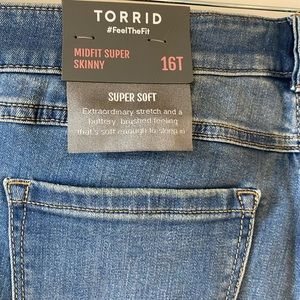 TORRID
#FeelTheFit
MIDFIT SUPER
SKINNY
16T
SUPER SOFT
Extraordinary stretch and a
buttery, brushed feeling
that's soft enough to sleep in